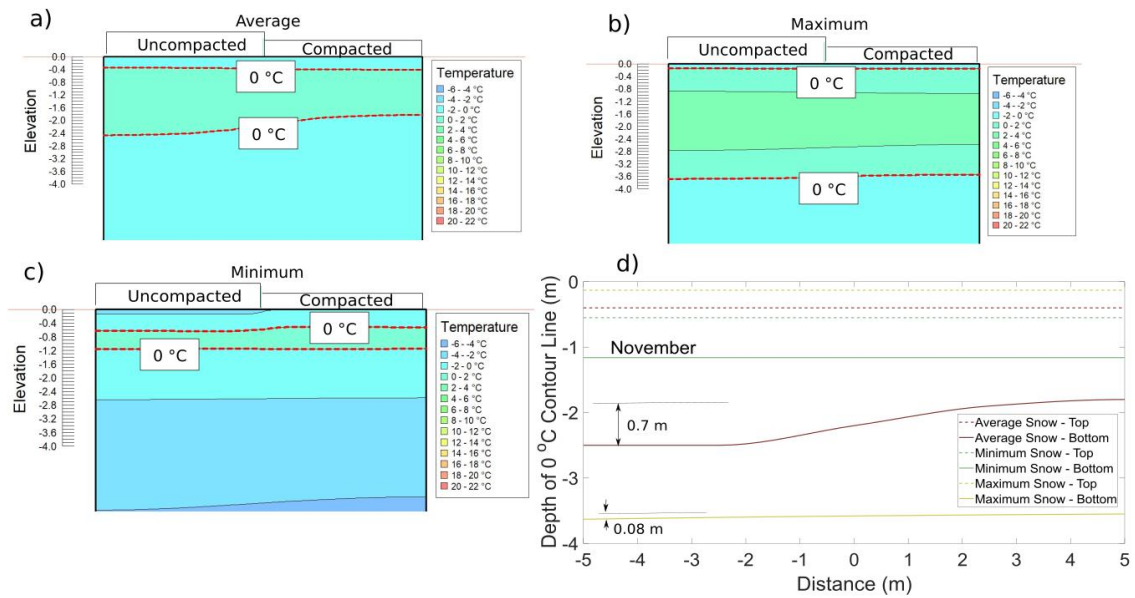 a)
Average
Uncompacted
Compacted
0.0
-0.4
-0.8
-1.2
-1.6
-2.0
-2.4
-2.8
-3.2
-3.6
-4.0
Elevation
0 °C
0 °C
Temperature
-6 - -4 °C
-4 - -2 °C
-2 - 0 °C
0 - 2 °C
2 - 4 °C
4 - 6 °C
6 - 8 °C
8 - 10 °C
10 - 12 °C
12 - 14 °C
14 - 16 °C
16 - 18 °C
18 - 20 °C
20 - 22 °C
b)
Maximum
Uncompacted
Compacted
0.0
-0.4
-0.8
-1.2
-1.6
-2.0
-2.4
-2.8
-3.2
-3.6
-4.0
Elevation
0 °C
0 °C
Temperature
-6 - -4 °C
-4 - -2 °C
-2 - 0 °C
0 - 2 °C
2 - 4 °C
4 - 6 °C
6 - 8 °C
8 - 10 °C
10 - 12 °C
12 - 14 °C
14 - 16 °C
16 - 18 °C
18 - 20 °C
20 - 22 °C
c)
Minimum
Uncompacted
Compacted
0.0
-0.4
-0.8
-1.2
-1.6
-2.0
-2.4
-2.8
-3.2
-3.6
-4.0
Elevation
0 °C
0 °C
Temperature
-6 - -4 °C
-4 - -2 °C
-2 - 0 °C
0 - 2 °C
2 - 4 °C
4 - 6 °C
6 - 8 °C
8 - 10 °C
10 - 12 °C
12 - 14 °C
14 - 16 °C
16 - 18 °C
18 - 20 °C
20 - 22 °C
d)
Depth of 0 °C Contour Line (m)
0
-1
-2
-3
-4
November
0.7 m
0.08 m
Average Snow - Top
Average Snow - Bottom
Minimum Snow - Top
Minimum Snow - Bottom
Maximum Snow - Top
Maximum Snow - Bottom
-5 -4 -3 -2 -1 0 1 2 3 4 5
Distance (m)